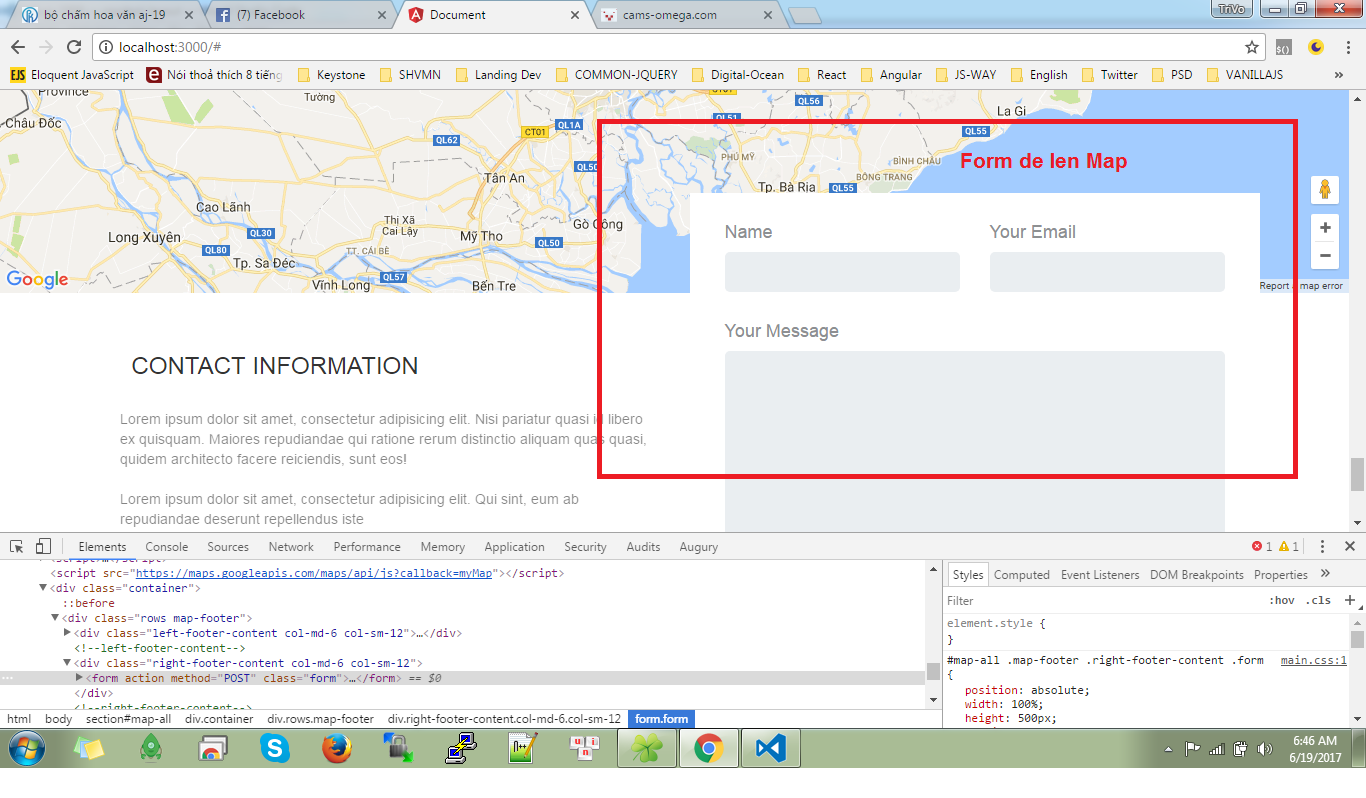 bộ chấm hoa văn aj-19
(7) Facebook
Document
cams-omega.com
TriVo
localhost:3000/#
EJS Eloquent JavaScript
e Nói thoả thích 8 tiếng
Keystone
SHVMN
Landing Dev
COMMON-JQUERY
Digital-Ocean
React
Angular
JS-WAY
English
Twitter
PSD
VANILLAJS
»
Province
Châu Đốc
Tường
QL62
CT01
QL1A
QL51
QL56
La Gi
QL55
PHÚ MỸ
BÌNH CHÂU
BÔNG TRANG
Form de len Map
Tân An
QL50
Tp. Bà Rịa
QL55
Cao Lãnh
Thị Xã
Cai Lậy
Gò Công
Long Xuyên
QL30
Mỹ Tho
QL50
QL80
TT. CÁI BÈ
Tp. Sa Đéc
QL57
Vĩnh Long
Bến Tre
Google
Report a map error
Name
Your Email
Your Message
CONTACT INFORMATION
Lorem ipsum dolor sit amet, consectetur adipisicing elit. Nisi pariatur quasi id libero
ex quisquam. Maiores repudiandae qui ratione rerum distinctio aliquam quas quasi,
quidem architecto facere reiciendis, sunt eos!
Lorem ipsum dolor sit amet, consectetur adipisicing elit. Qui sint, eum ab
repudiandae deserunt repellendus iste
Elements
Console
Sources
Network
Performance
Memory
Application
Security
Audits
Augury
1
1
<script src="https://maps.googleapis.com/maps/api/js?callback=myMap"></script>
<div class="container">
::before
<div class="rows map-footer">
<div class="left-footer-content col-md-6 col-sm-12">…</div>
<!--left-footer-content-->
<div class="right-footer-content col-md-6 col-sm-12">
<form action method="POST" class="form">…</form> == $0
</div>
<!--right-footer-content-->
html body section#map-all div.container div.rows.map-footer div.right-footer-content.col-md-6.col-sm-12 form.form
Styles
Computed
Event Listeners
DOM Breakpoints
Properties
»
Filter
:hov .cls +
element.style {
}
#map-all .map-footer .right-footer-content .form main.css:1
{
position: absolute;
width: 100%;
height: 500px;
6:46 AM
6/19/2017